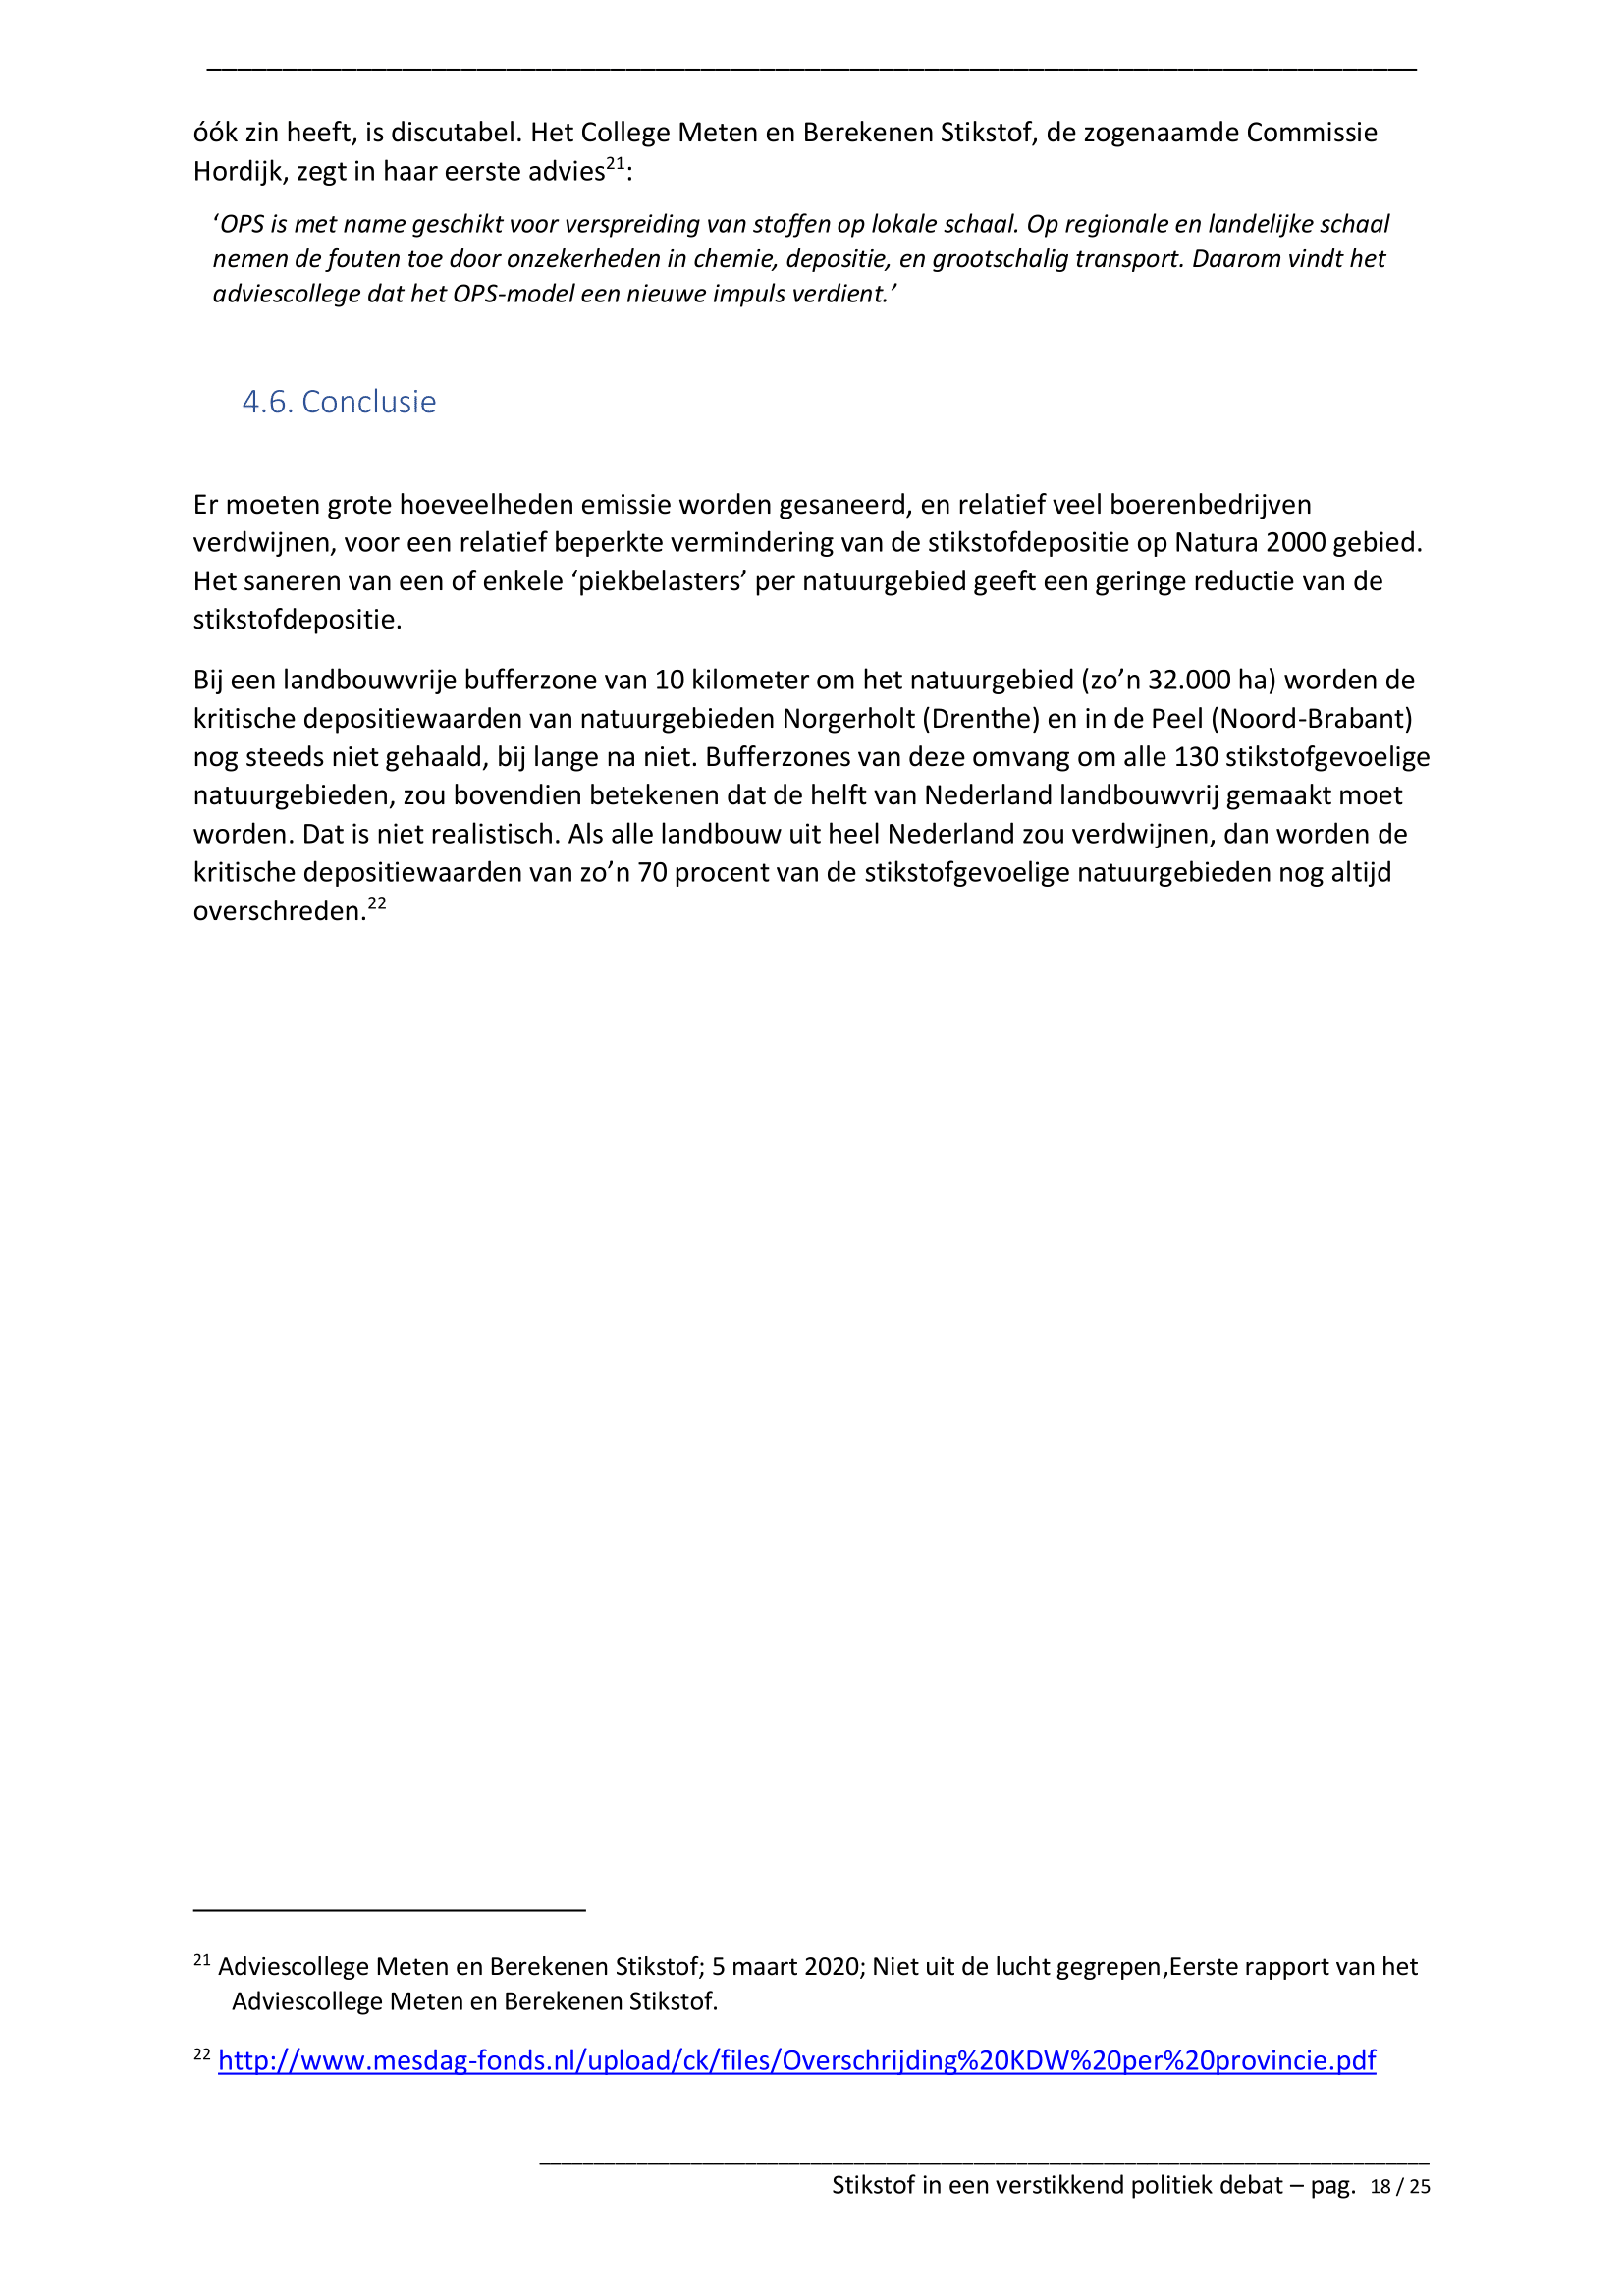 óók zin heeft, is discutabel. Het College Meten en Berekenen Stikstof, de zogenaamde Commissie
Hordijk, zegt in haar eerste advies21:
‘OPS is met name geschikt voor verspreiding van stoffen op lokale schaal. Op regionale en landelijke schaal
nemen de fouten toe door onzekerheden in chemie, depositie, en grootschalig transport. Daarom vindt het
adviescollege dat het OPS-model een nieuwe impuls verdient.’
4.6. Conclusie
Er moeten grote hoeveelheden emissie worden gesaneerd, en relatief veel boerenbedrijven
verdwijnen, voor een relatief beperkte vermindering van de stikstofdepositie op Natura 2000 gebied.
Het saneren van een of enkele ‘piekbelasters’ per natuurgebied geeft een geringe reductie van de
stikstofdepositie.
Bij een landbouwvrije bufferzone van 10 kilometer om het natuurgebied (zo’n 32.000 ha) worden de
kritische depositiewaarden van natuurgebieden Norgerholt (Drenthe) en in de Peel (Noord-Brabant)
nog steeds niet gehaald, bij lange na niet. Bufferzones van deze omvang om alle 130 stikstofgevoelige
natuurgebieden, zou bovendien betekenen dat de helft van Nederland landbouwvrij gemaakt moet
worden. Dat is niet realistisch. Als alle landbouw uit heel Nederland zou verdwijnen, dan worden de
kritische depositiewaarden van zo’n 70 procent van de stikstofgevoelige natuurgebieden nog altijd
overschreden.22
21 Adviescollege Meten en Berekenen Stikstof; 5 maart 2020; Niet uit de lucht gegrepen,Eerste rapport van het
Adviescollege Meten en Berekenen Stikstof.
22 http://www.mesdag-fonds.nl/upload/ck/files/Overschrijding%20KDW%20per%20provincie.pdf
Stikstof in een verstikkend politiek debat – pag. 18 / 25